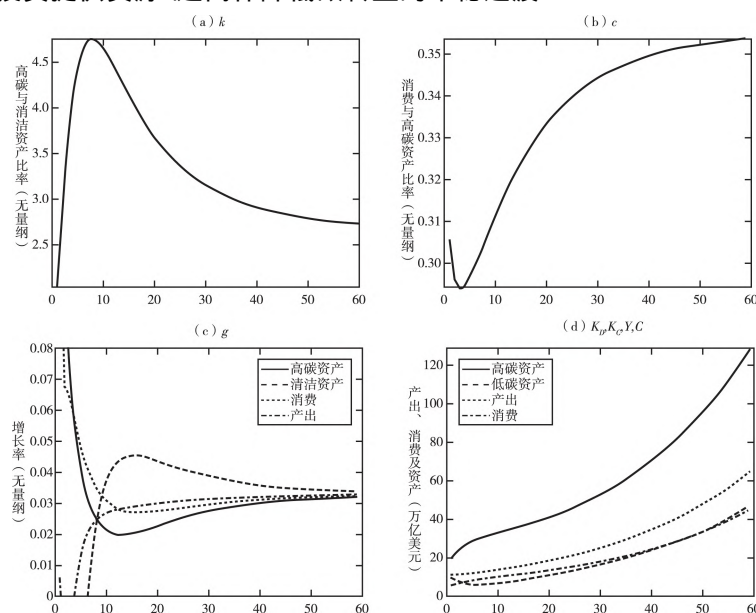 (a) k
(b) c
高碳与清洁资产比率(无量纲)
4.5
4.0
3.5
3.0
2.5
0 10 20 30 40 50 60
消费与高碳资产比率(无量纲)
0.35
0.34
0.33
0.32
0.31
0.30
0 10 20 30 40 50 60
(c) g
(d) K_D,K_C,Y,C
增长率(无量纲)
0.08
0.07
0.06
0.05
0.04
0.03
0.02
0.01
0
高碳资产
清洁资产
消费
产出
0 10 20 30 40 50 60
产出、消费及资产(万亿美元)
120
100
80
60
40
20
0
高碳资产
低碳资产
产出
消费
0 10 20 30 40 50 60